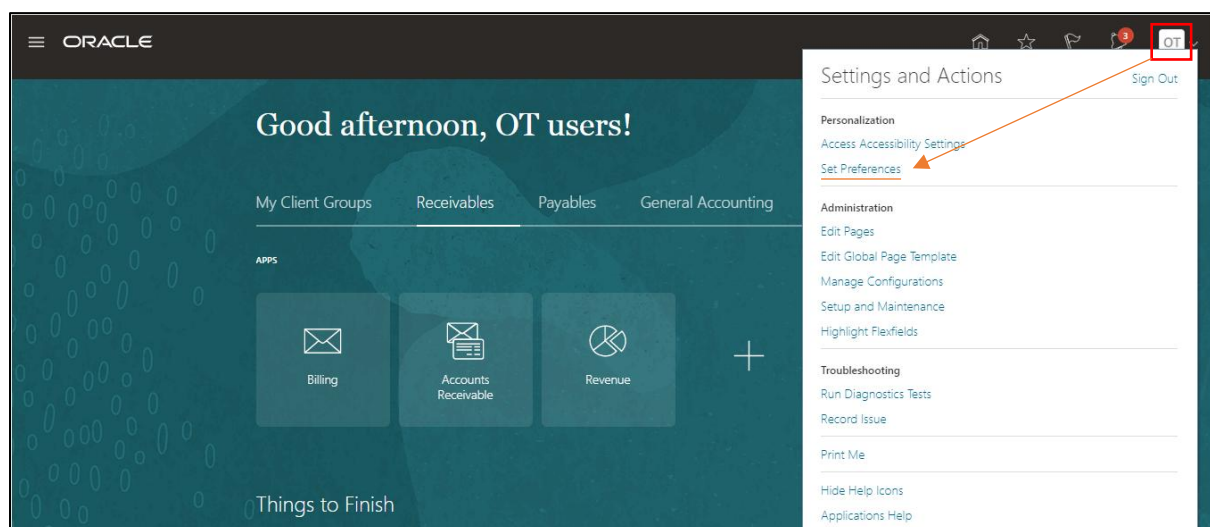 ORACLE
3
OT
Good afternoon, OT users!
My Client Groups Receivables Payables General Accounting
APPS
Billing
Accounts
Receivable
Revenue
Things to Finish
Settings and Actions Sign Out
Personalization
Access Accessibility Settings
Set Preferences
Administration
Edit Pages
Edit Global Page Template
Manage Configurations
Setup and Maintenance
Highlight Flexfields
Troubleshooting
Run Diagnostics Tests
Record Issue
Print Me
Hide Help Icons
Applications Help